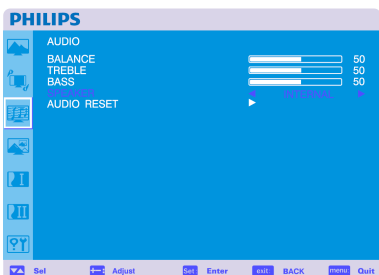 PHILIPS
AUDIO
BALANCE 50
TREBLE 50
BASS 50
SPEAKER INTERNAL
AUDIO RESET
Sel Adjust Set Enter exit: BACK menu: Quit